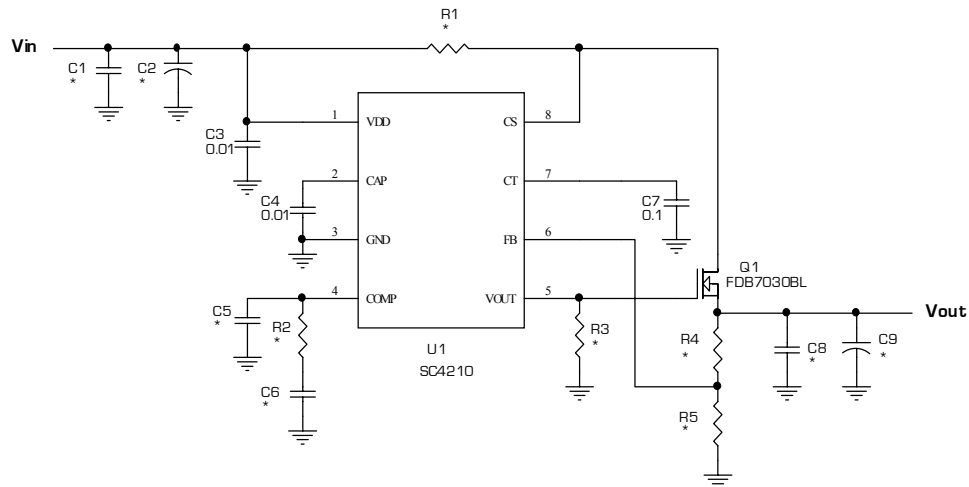 R1
*
Vin
C1
*
C2
*
1
VDD
CS
8
C3
0.01
2
CAP
CT
7
C4
0.01
C7
0.1
3
GND
FB
6
Q1
FDB7030BL
4
COMP
VOUT
5
C5
*
R2
*
Vout
R3
*
R4
*
C8
*
C9
*
U1
SC4210
C6
*
R5
*